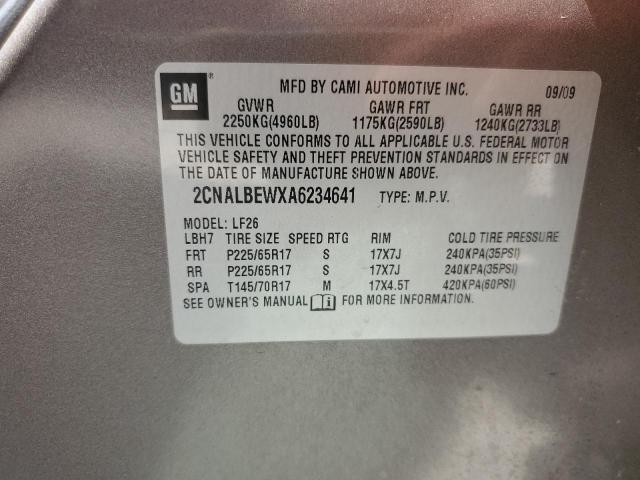 GM ®
MFD BY CAMI AUTOMOTIVE INC. 09/09
GVWR GAWR FRT GAWR RR
2250KG(4960LB) 1175KG(2590LB) 1240KG(2733LB)
THIS VEHICLE CONFORMS TO ALL APPLICABLE U.S. FEDERAL MOTOR
VEHICLE SAFETY AND THEFT PREVENTION STANDARDS IN EFFECT ON
THE DATE OF MANUFACTURE SHOWN ABOVE.
2CNALBEWXA6234641 TYPE: M.P.V.
MODEL: LF26
LBH7 TIRE SIZE SPEED RTG RIM COLD TIRE PRESSURE
FRT P225/65R17 S 17X7J 240KPA(35PSI)
RR P225/65R17 S 17X7J 240KPA(35PSI)
SPA T145/70R17 M 17X4.5T 420KPA(60PSI)
SEE OWNER'S MANUAL FOR MORE INFORMATION.